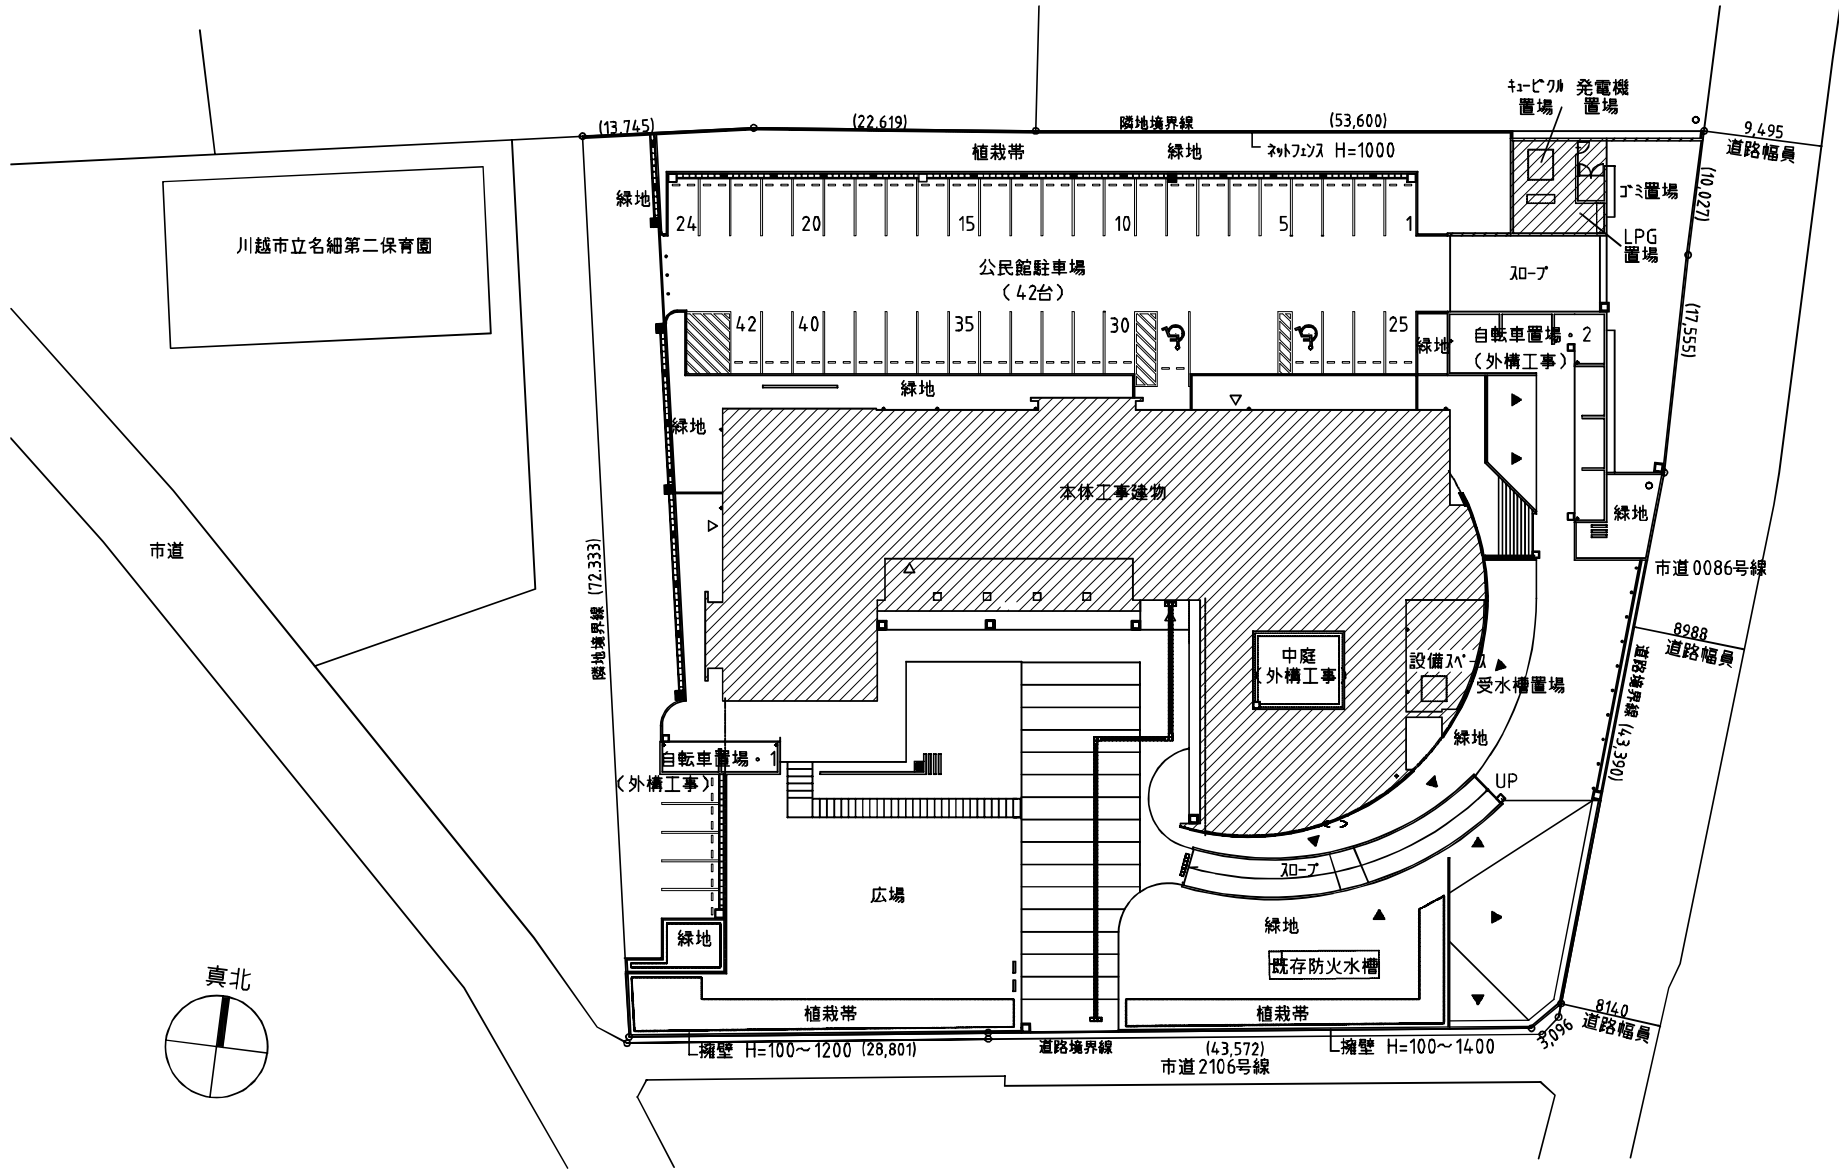 ｷｭｰﾋﾞｸﾙ
置場
発電機
置場
(13,745)
(22,619)
隣地境界線
(53,600)
9,495
道路幅員
植栽帯
緑地
ﾈｯﾄﾌｪﾝｽ H=1000
緑地
ｺﾞﾐ置場
(10,027)
24
20
15
10
5
1
川越市立名細第二保育園
LPG
置場
公民館駐車場
（42台）
ｽﾛｰﾌﾟ
42
40
35
30
25
(17,555)
緑地
自転車置場・2
（外構工事）
緑地
緑地
本体工事建物
緑地
市道
市道0086号線
隣地境界線 (72.333)
8988
道路幅員
中庭
（外構工事）
設備ｽﾍﾟｰｽ
受水槽置場
道路境界線 (43,390)
緑地
自転車置場・1
（外構工事）
UP
ｽﾛｰﾌﾟ
広場
緑地
緑地
既存防火水槽
真北
植栽帯
植栽帯
8140
道路幅員
3,096
擁壁 H=100～1200
(28,801)
道路境界線
(43,572)
擁壁 H=100～1400
市道2106号線